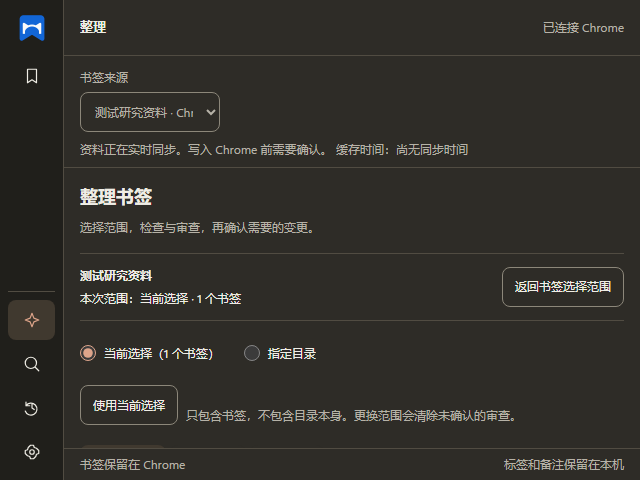 整理
已连接 Chrome
书签来源
测试研究资料 · Chr
资料正在实时同步。写入 Chrome 前需要确认。 缓存时间：尚无同步时间
整理书签
选择范围，检查与审查，再确认需要的变更。
测试研究资料
本次范围：当前选择 · 1 个书签
返回书签选择范围
当前选择（1 个书签）
指定目录
使用当前选择
只包含书签，不包含目录本身。更换范围会清除未确认的审查。
书签保留在 Chrome
标签和备注保留在本机